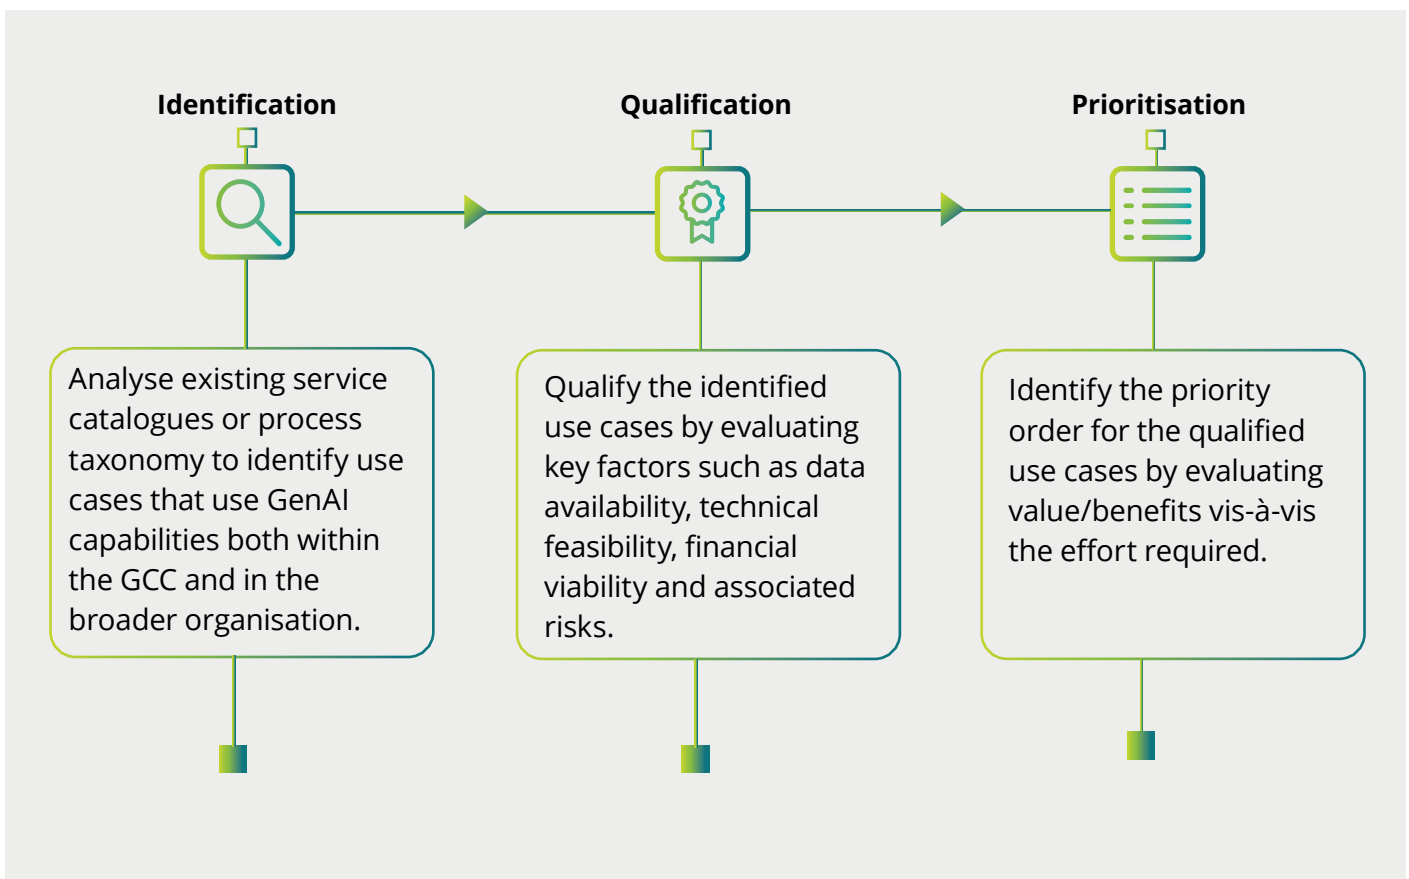 Identification
Analyse existing service
catalogues or process
taxonomy to identify use
cases that use GenAI
capabilities both within
the GCC and in the
broader organisation.
Qualification
Qualify the identified
use cases by evaluating
key factors such as data
availability, technical
feasibility, financial
viability and associated
risks.
Prioritisation
Identify the priority
order for the qualified
use cases by evaluating
value/benefits vis-à-vis
the effort required.